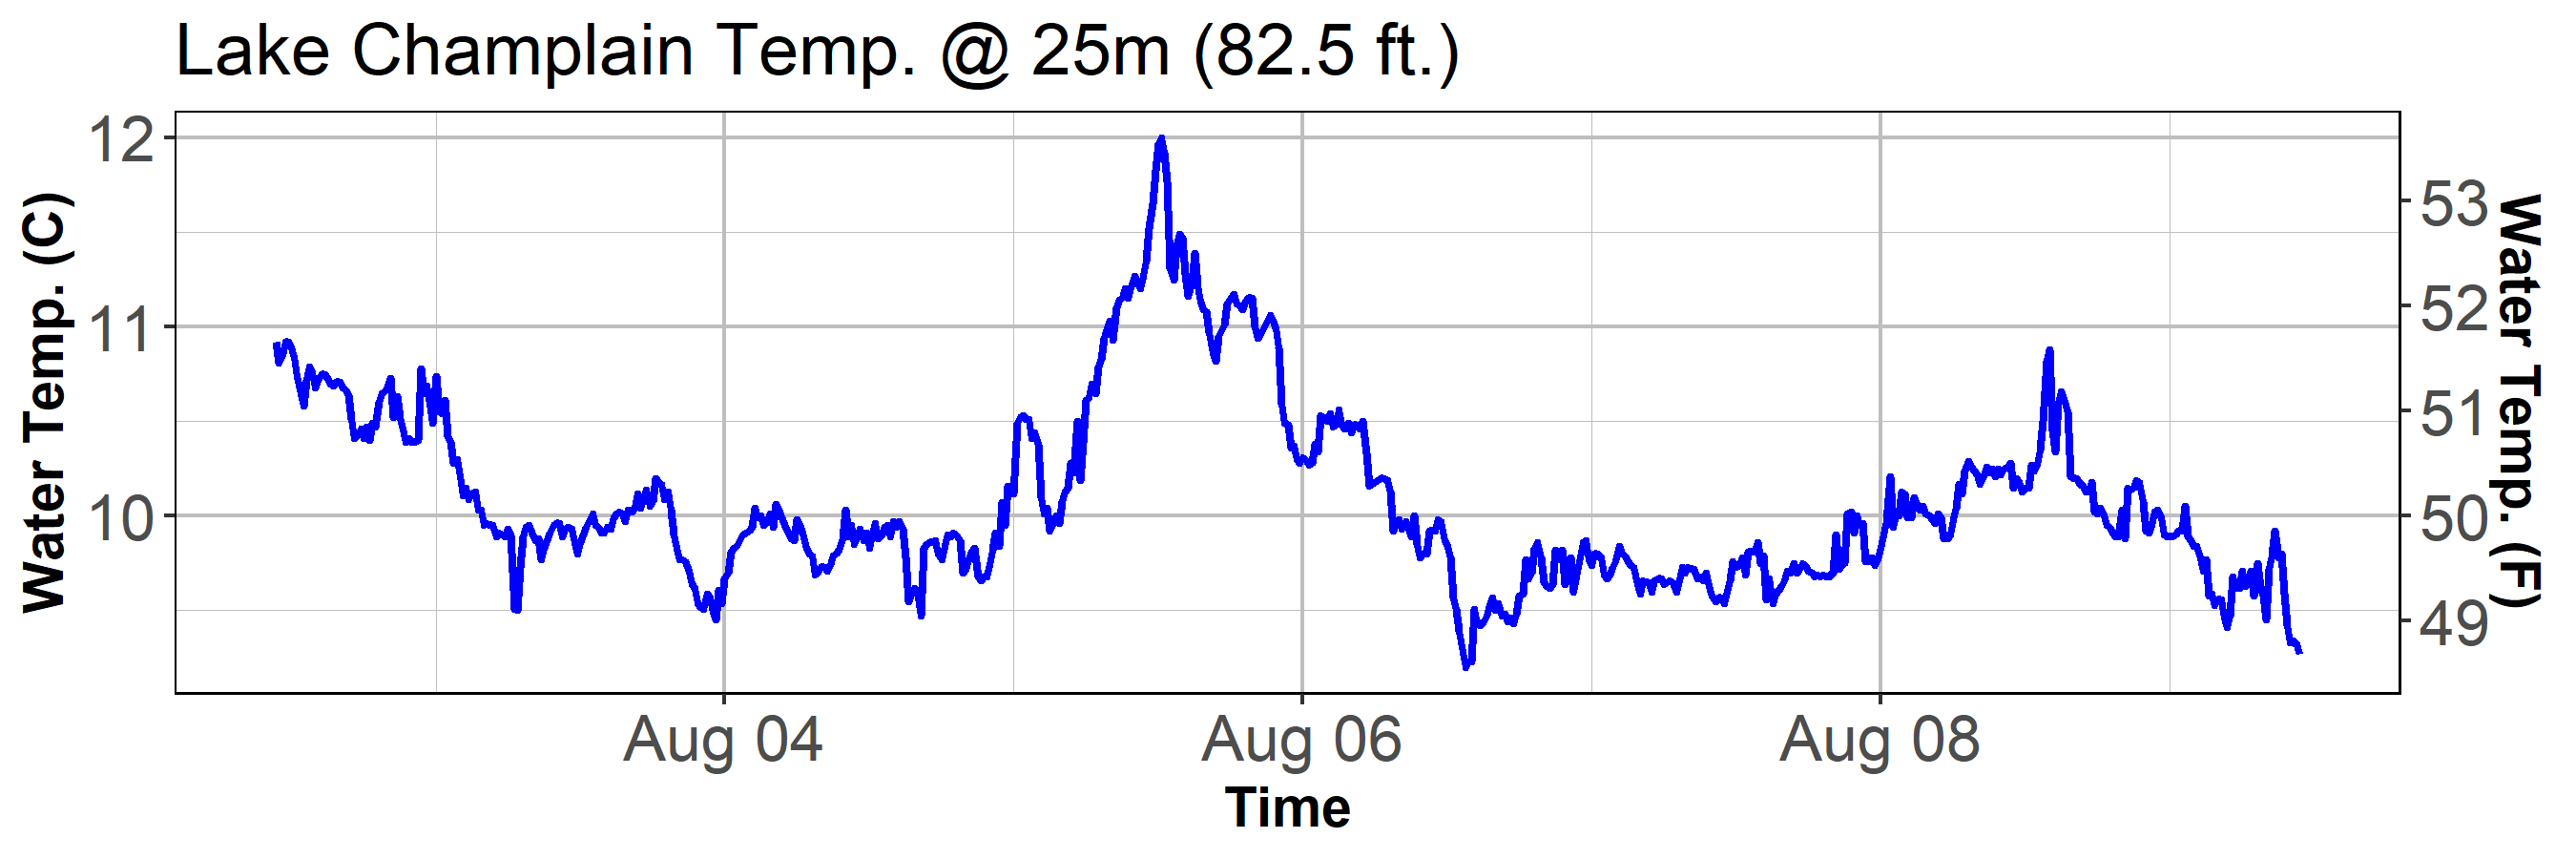 Lake Champlain Temp. @ 25m (82.5 ft.)
Water Temp. (C)
12
11
10
53
52
51
50
49
Water Temp. (F)
Aug 04 Aug 06 Aug 08
Time